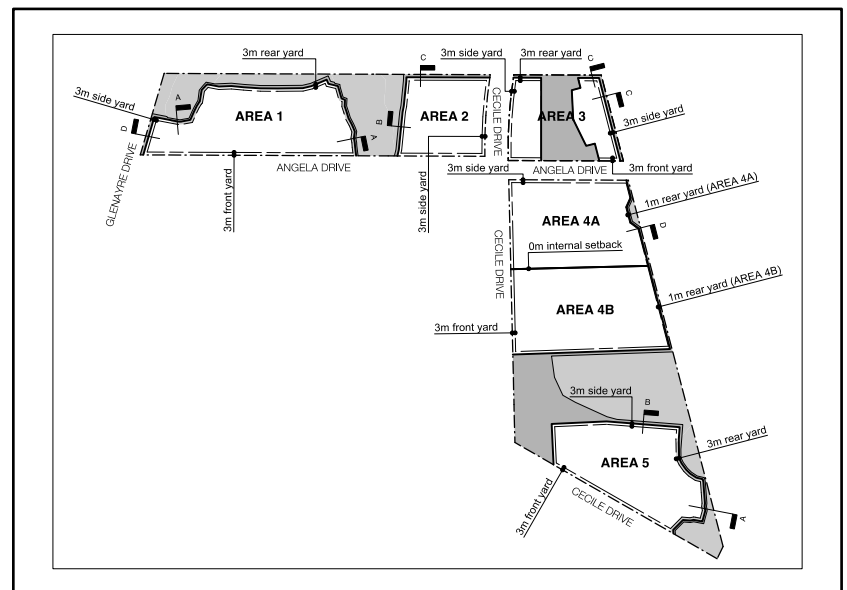 3m rear yard
C
3m side yard
3m rear yard
C
3m side yard
A
C
D
AREA 1
B
AREA 2
CECILE DRIVE
AREA 3
3m side yard
A
GLENAYRE DRIVE
ANGELA DRIVE
ANGELA DRIVE
3m front yard
3m front yard
3m side yard
3m side yard
1m rear yard (AREA 4A)
AREA 4A
D
CECILE DRIVE
0m internal setback
1m rear yard (AREA 4B)
AREA 4B
3m front yard
3m side yard
B
3m rear yard
AREA 5
3m front yard
CECILE DRIVE
A